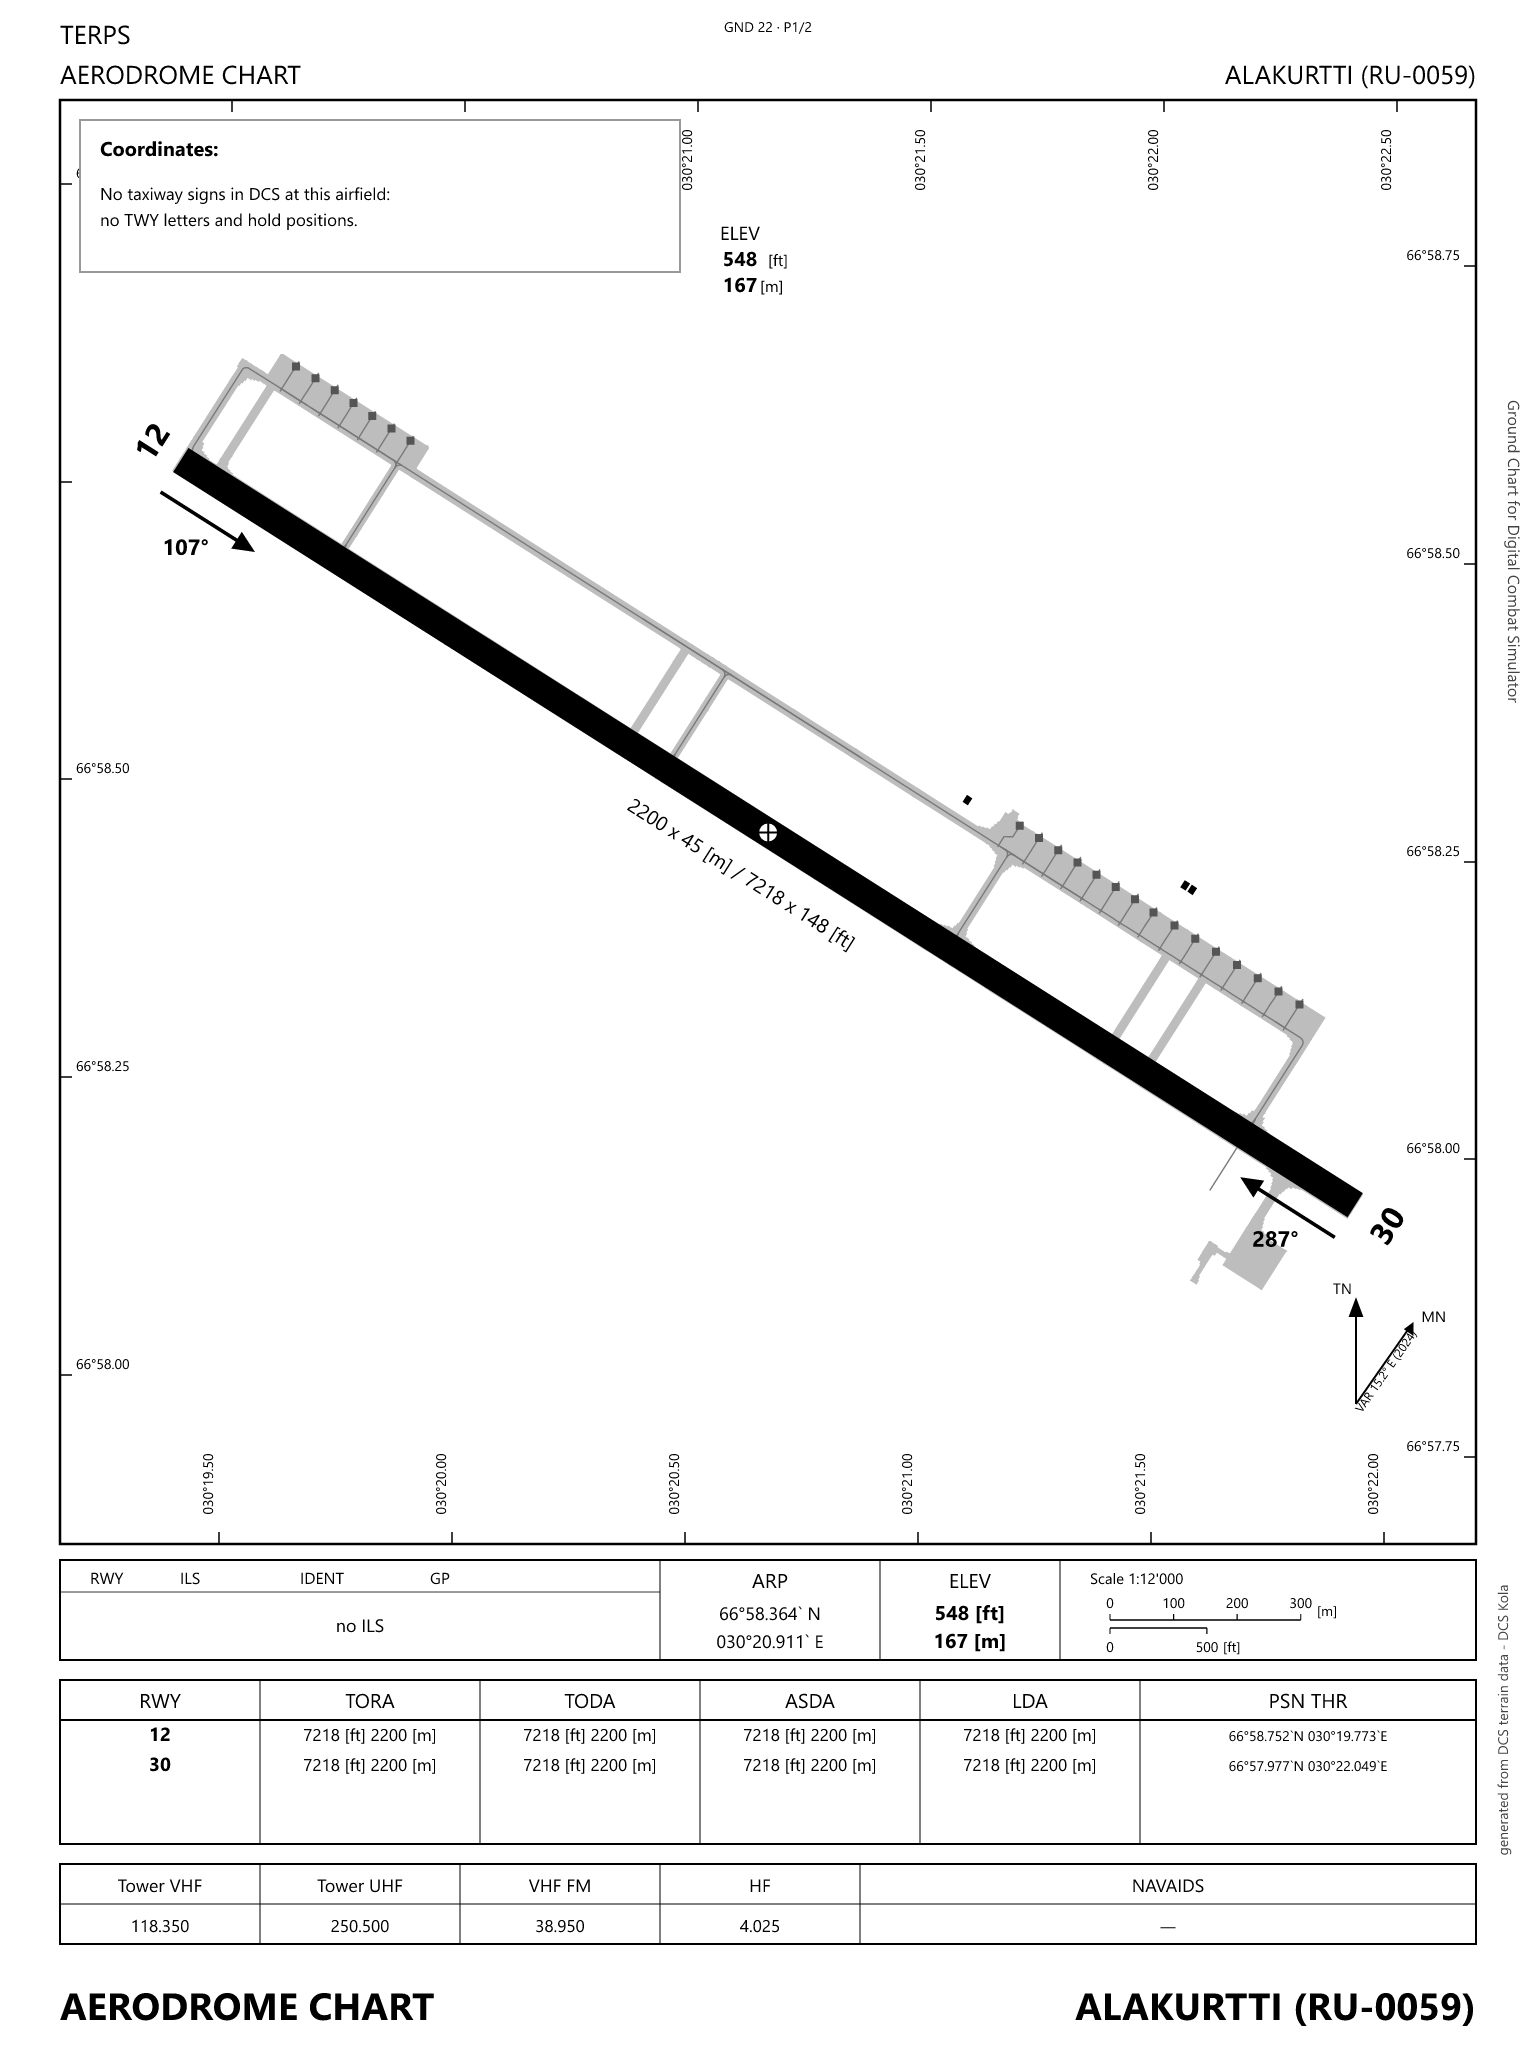 GND 22 · P1/2
TERPS
AERODROME CHART
ALAKURTTI (RU-0059)
Coordinates:
No taxiway signs in DCS at this airfield:
no TWY letters and hold positions.
030°21.00
030°21.50
030°22.00
030°22.50
ELEV
548 [ft]
167 [m]
66°58.75
12
107°
66°58.50
66°58.50
2200 x 45 [m] / 7218 x 148 [ft]
66°58.25
66°58.25
66°58.00
30
287°
TN
MN
VAR 15.2° E (2024)
66°58.00
66°57.75
030°19.50
030°20.00
030°20.50
030°21.00
030°21.50
030°22.00
Ground Chart for Digital Combat Simulator
RWY ILS IDENT GP
no ILS
ARP
66°58.364` N
030°20.911` E
ELEV
548 [ft]
167 [m]
Scale 1:12'000
0 100 200 300 [m]
0 500 [ft]
generated from DCS terrain data - DCS Kola
RWY TORA TODA ASDA LDA PSN THR
12 7218 [ft] 2200 [m] 7218 [ft] 2200 [m] 7218 [ft] 2200 [m] 7218 [ft] 2200 [m] 66°58.752`N 030°19.773`E
30 7218 [ft] 2200 [m] 7218 [ft] 2200 [m] 7218 [ft] 2200 [m] 7218 [ft] 2200 [m] 66°57.977`N 030°22.049`E
Tower VHF Tower UHF VHF FM HF NAVAIDS
118.350 250.500 38.950 4.025 —
AERODROME CHART
ALAKURTTI (RU-0059)